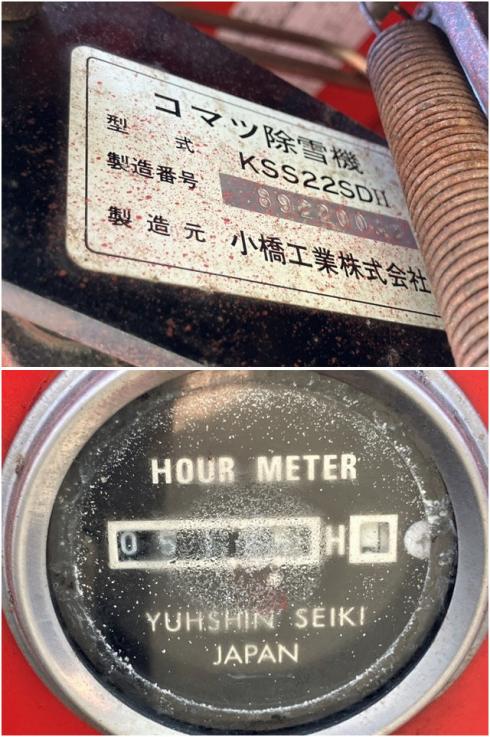 コマツ除雪機
型 式 KSS22SDII
製造番号
製造元 小橋工業株式会社
HOUR METER
H
YUHSHIN SEIKI
JAPAN